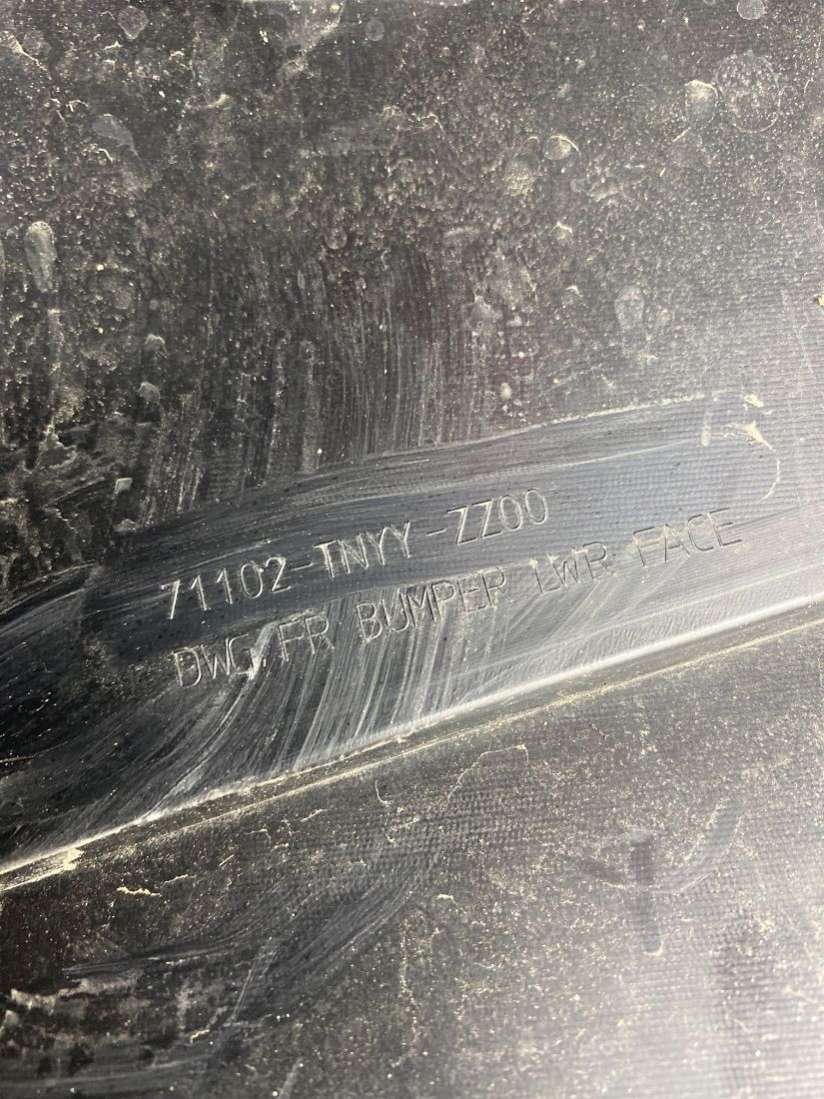 71102-TNYY-ZZ00
DWG.FR BUMPER LWR FACE